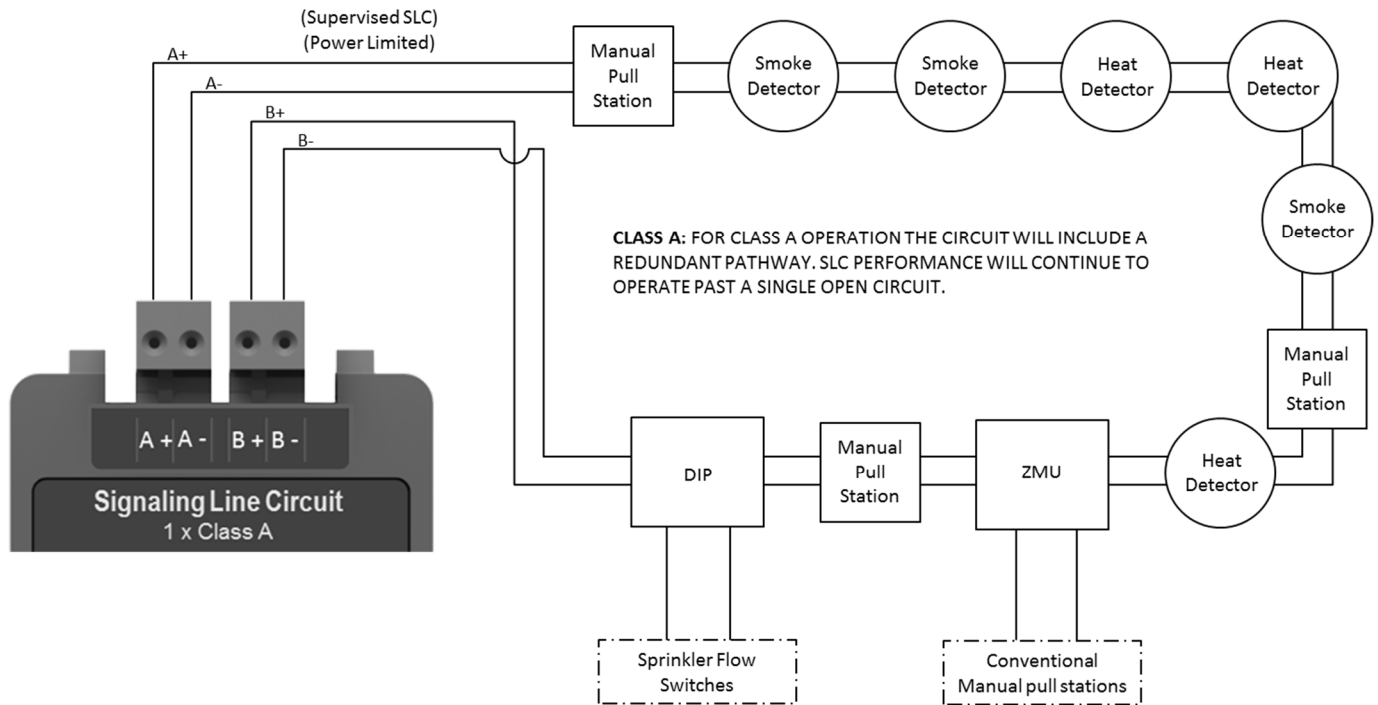 (Supervised SLC)
(Power Limited)
A+
A-
B+
B-
Manual
Pull
Station
Smoke
Detector
Smoke
Detector
Heat
Detector
Heat
Detector
Smoke
Detector
CLASS A: FOR CLASS A OPERATION THE CIRCUIT WILL INCLUDE A
REDUNDANT PATHWAY. SLC PERFORMANCE WILL CONTINUE TO
OPERATE PAST A SINGLE OPEN CIRCUIT.
Manual
Pull
Station
A + A - B + B -
Signaling Line Circuit
1 x Class A
DIP
Manual
Pull
Station
ZMU
Heat
Detector
Sprinkler Flow
Switches
Conventional
Manual pull stations